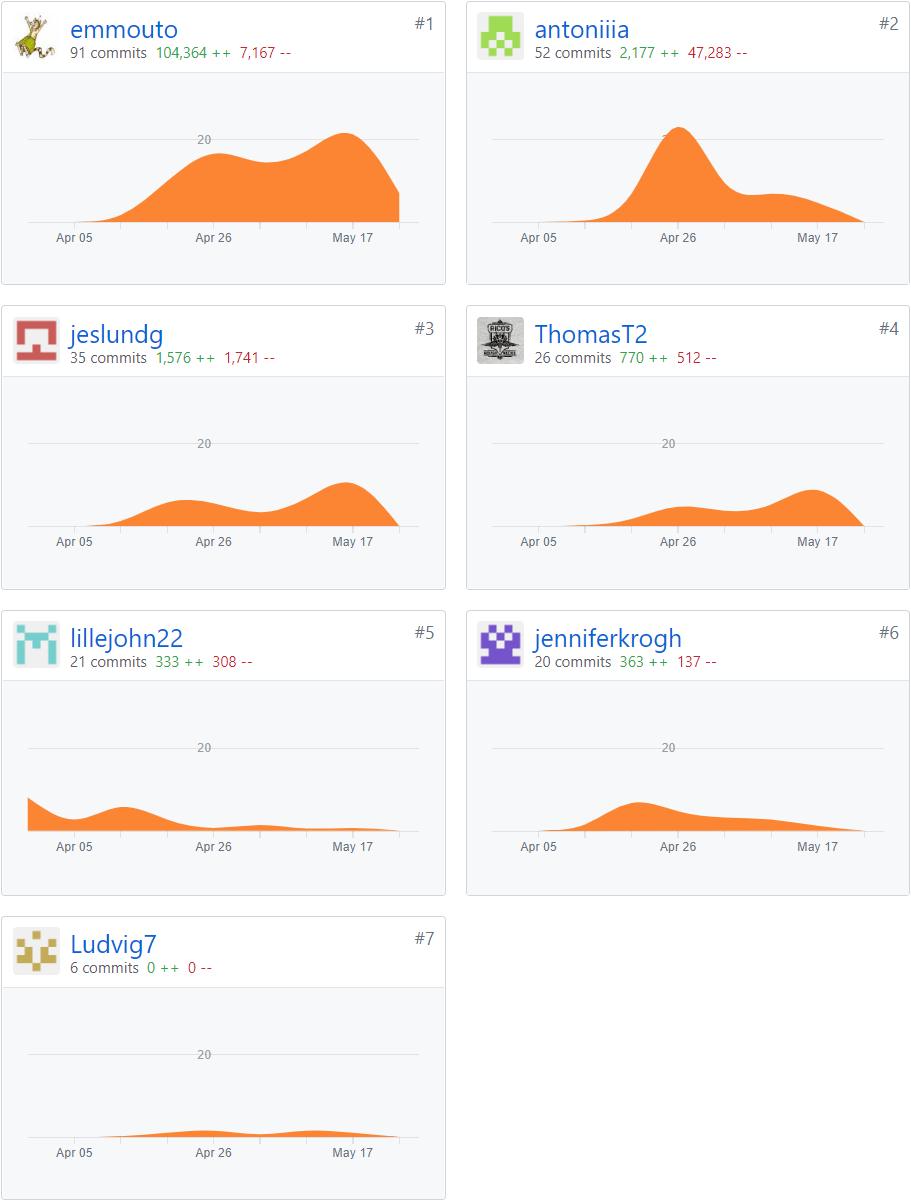 emmouto
#1
91 commits 104,364 ++ 7,167 --
20
Apr 05 Apr 26 May 17
antoniiia
#2
52 commits 2,177 ++ 47,283 --
Apr 05 Apr 26 May 17
jeslundg
#3
35 commits 1,576 ++ 1,741 --
20
Apr 05 Apr 26 May 17
ThomasT2
#4
26 commits 770 ++ 512 --
20
Apr 05 Apr 26 May 17
lillejohn22
#5
21 commits 333 ++ 308 --
20
Apr 05 Apr 26 May 17
jenniferkrogh
#6
20 commits 363 ++ 137 --
20
Apr 05 Apr 26 May 17
Ludvig7
#7
6 commits 0 ++ 0 --
20
Apr 05 Apr 26 May 17